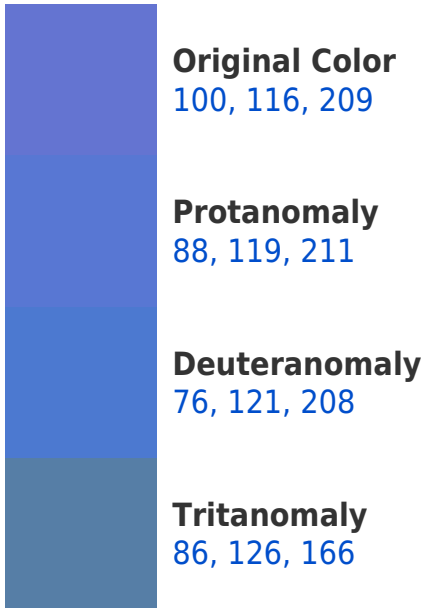 Original Color
100, 116, 209
Protanomaly
88, 119, 211
Deuteranomaly
76, 121, 208
Tritanomaly
86, 126, 166